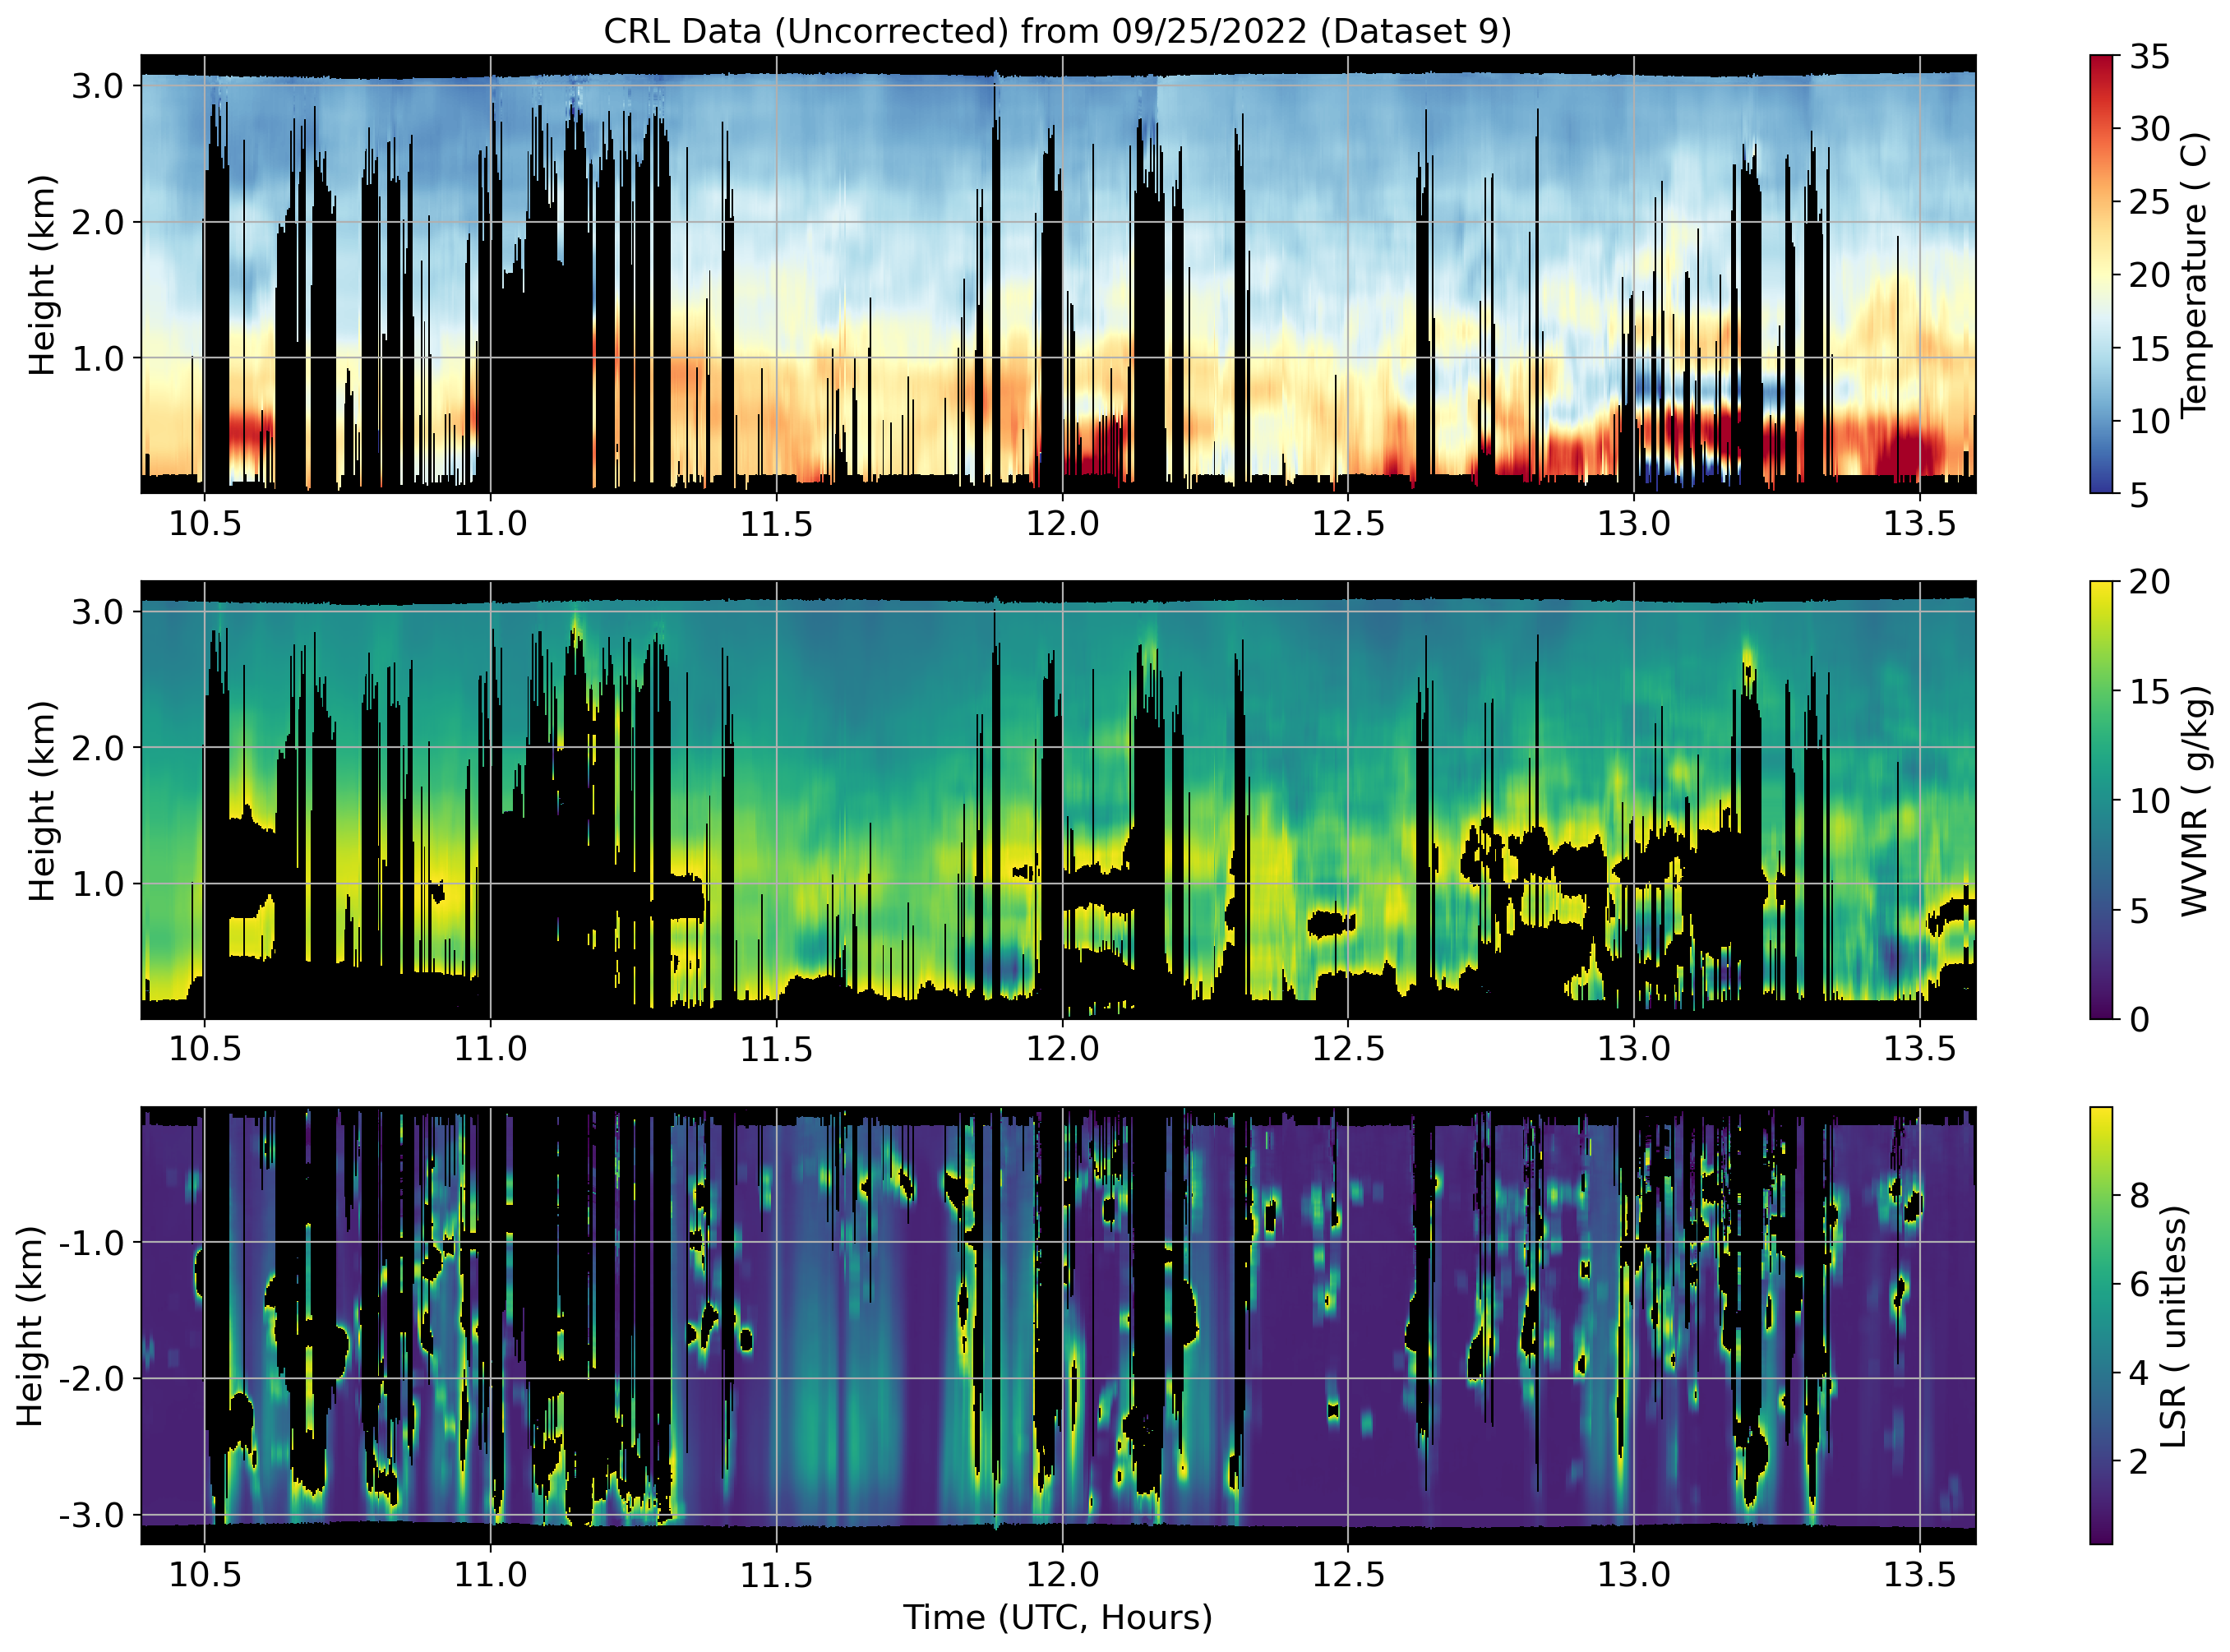 CRL Data (Uncorrected) from 09/25/2022 (Dataset 9)
Height (km)
3.0
2.0
1.0
10.5 11.0 11.5 12.0 12.5 13.0 13.5
35
30
25
20
15
10
5
Temperature ( C)
Height (km)
3.0
2.0
1.0
10.5 11.0 11.5 12.0 12.5 13.0 13.5
20
15
10
5
0
WVMR ( g/kg)
Height (km)
-1.0
-2.0
-3.0
10.5 11.0 11.5 12.0 12.5 13.0 13.5
Time (UTC, Hours)
8
6
4
2
LSR ( unitless)